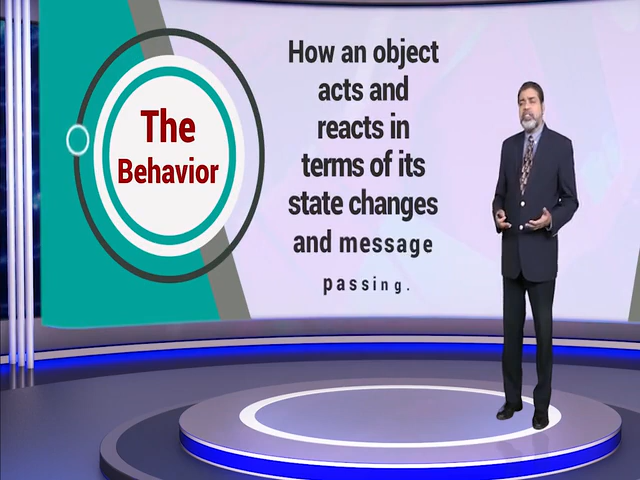 The
Behavior
How an object
acts and
reacts in
terms of its
state changes
and message
passing.